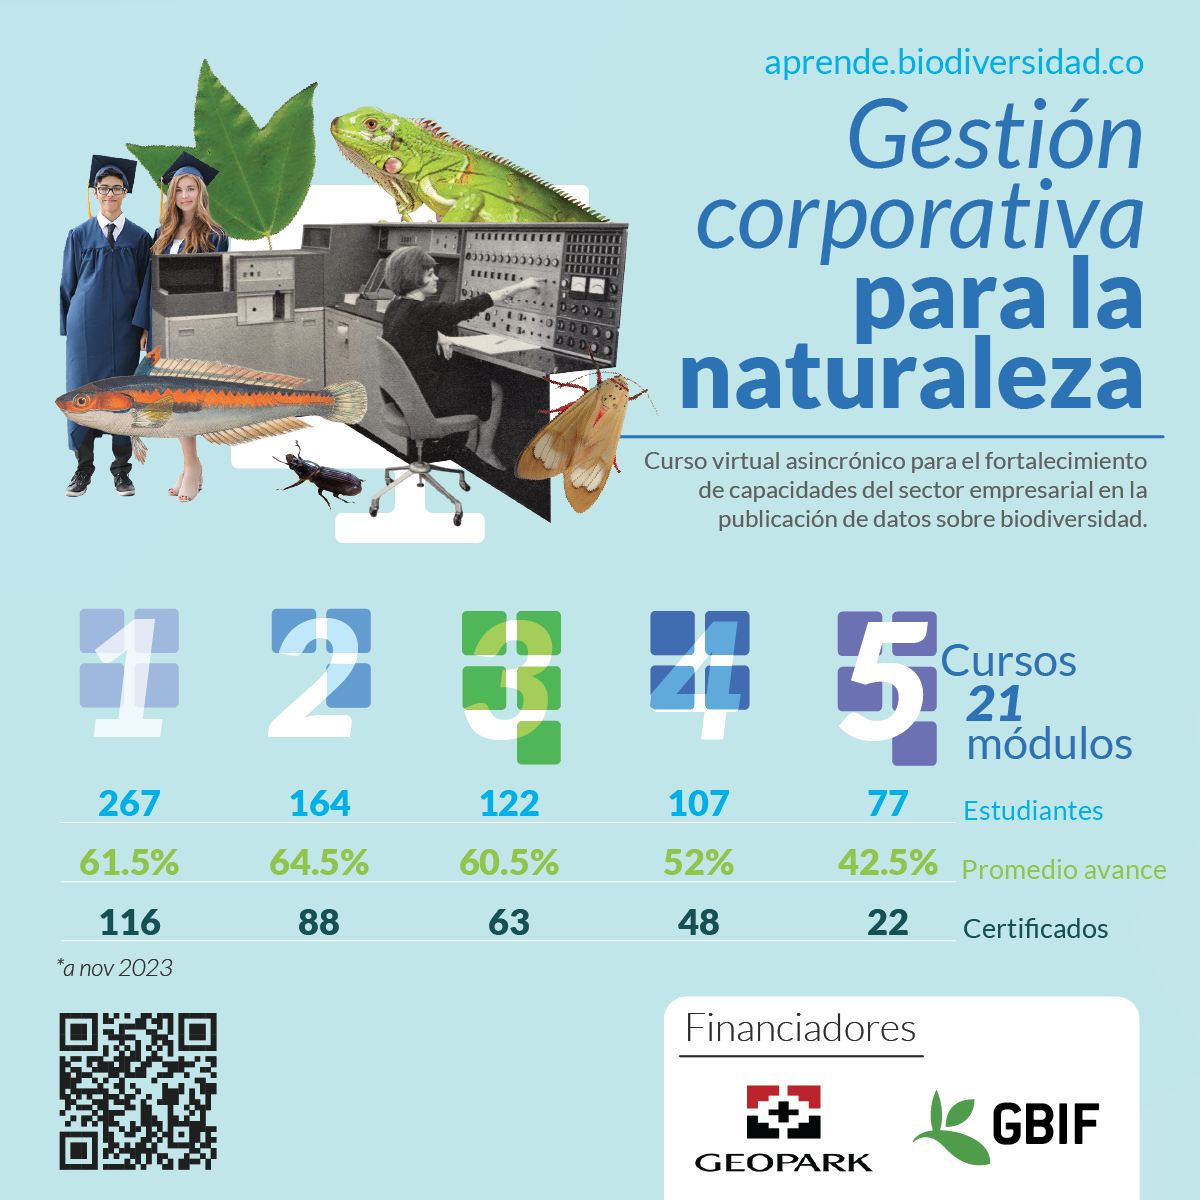 aprende.biodiversidad.co
Gestión
corporativa
para la
naturaleza
Curso virtual asincrónico para el fortalecimiento
de capacidades del sector empresarial en la
publicación de datos sobre biodiversidad.
1 2 3 4 5 Cursos
21
módulos
267 164 122 107 77 Estudiantes
61.5% 64.5% 60.5% 52% 42.5% Promedio avance
116 88 63 48 22 Certificados
*a nov 2023
Financiadores
GEOPARK
GBIF